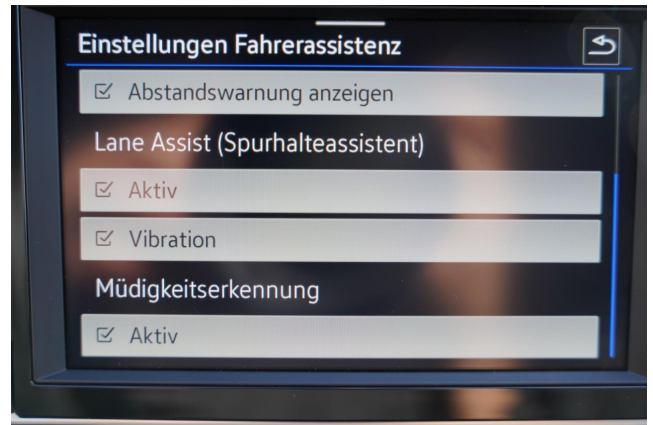 Einstellungen Fahrerassistenz
Abstandswarnung anzeigen
Lane Assist (Spurhalteassistent)
Aktiv
Vibration
Müdigkeitserkennung
Aktiv